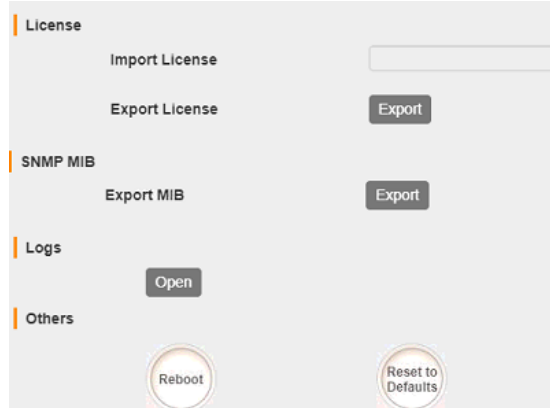 License
Import License
Export License Export
SNMP MIB
Export MIB Export
Logs
Open
Others
Reboot Reset to
Defaults